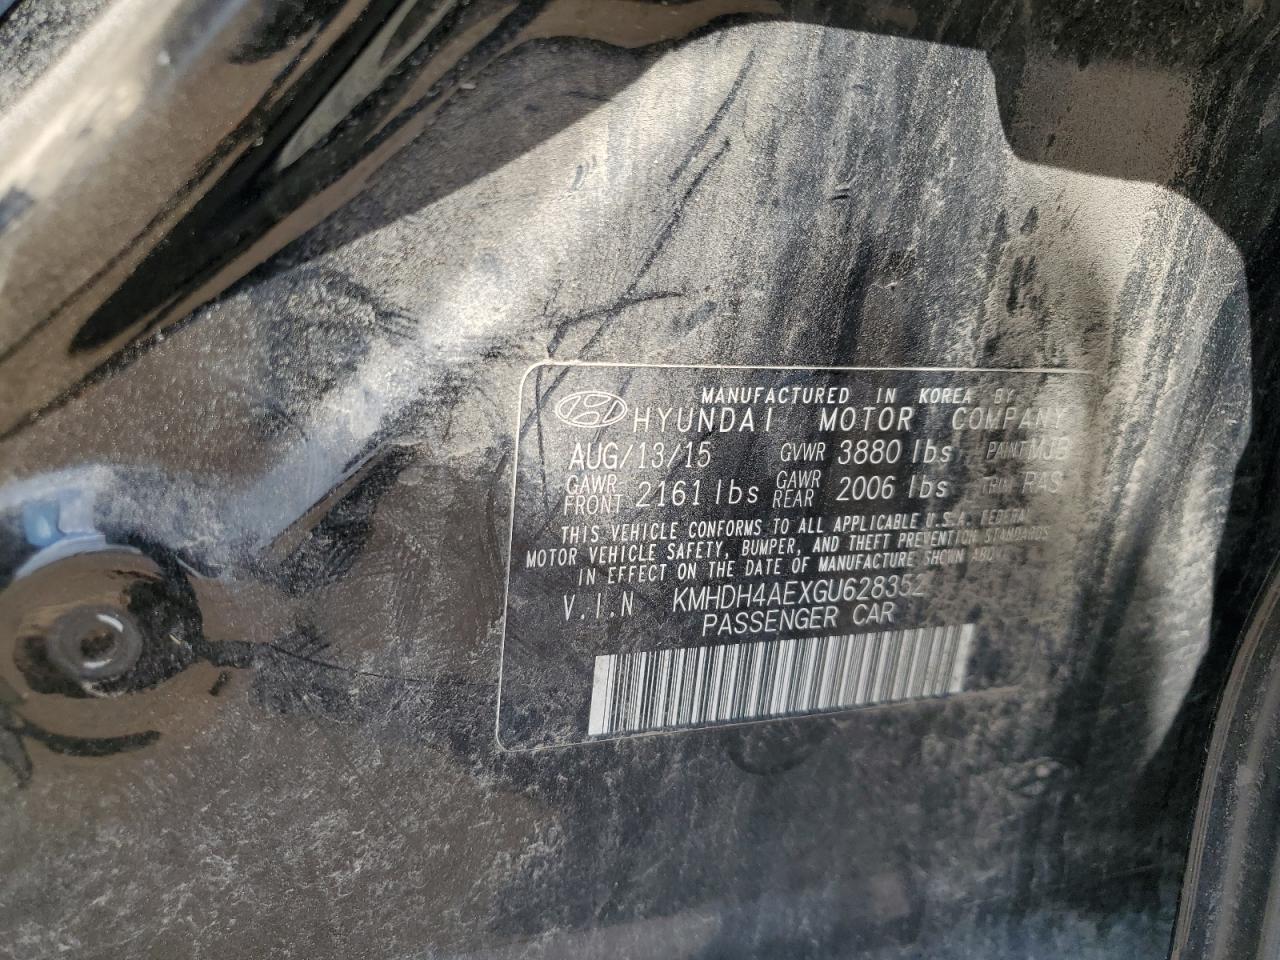 MANUFACTURED IN KOREA BY
HYUNDAI MOTOR COMPANY
AUG/13/15 GVWR 3880 lbs PAINT
GAWR FRONT 2161 lbs GAWR REAR 2006 lbs TRIM RAS
THIS VEHICLE CONFORMS TO ALL APPLICABLE U.S.A. FEDERAL
MOTOR VEHICLE SAFETY, BUMPER, AND THEFT PREVENTION STANDARDS
IN EFFECT ON THE DATE OF MANUFACTURE SHOWN ABOVE
V.I.N KMHDH4AEXGU628352
PASSENGER CAR